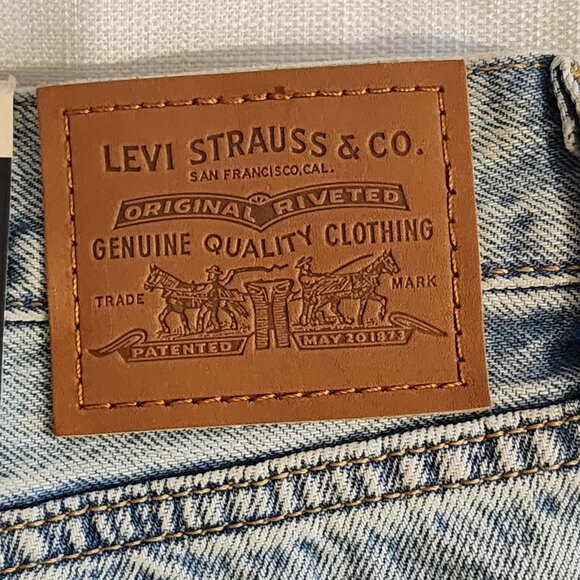 LEVI STRAUSS & CO.
SAN FRANCISCO, CAL.
ORIGINAL RIVETED
GENUINE QUALITY CLOTHING
TRADE MARK
PATENTED MAY 20 1873